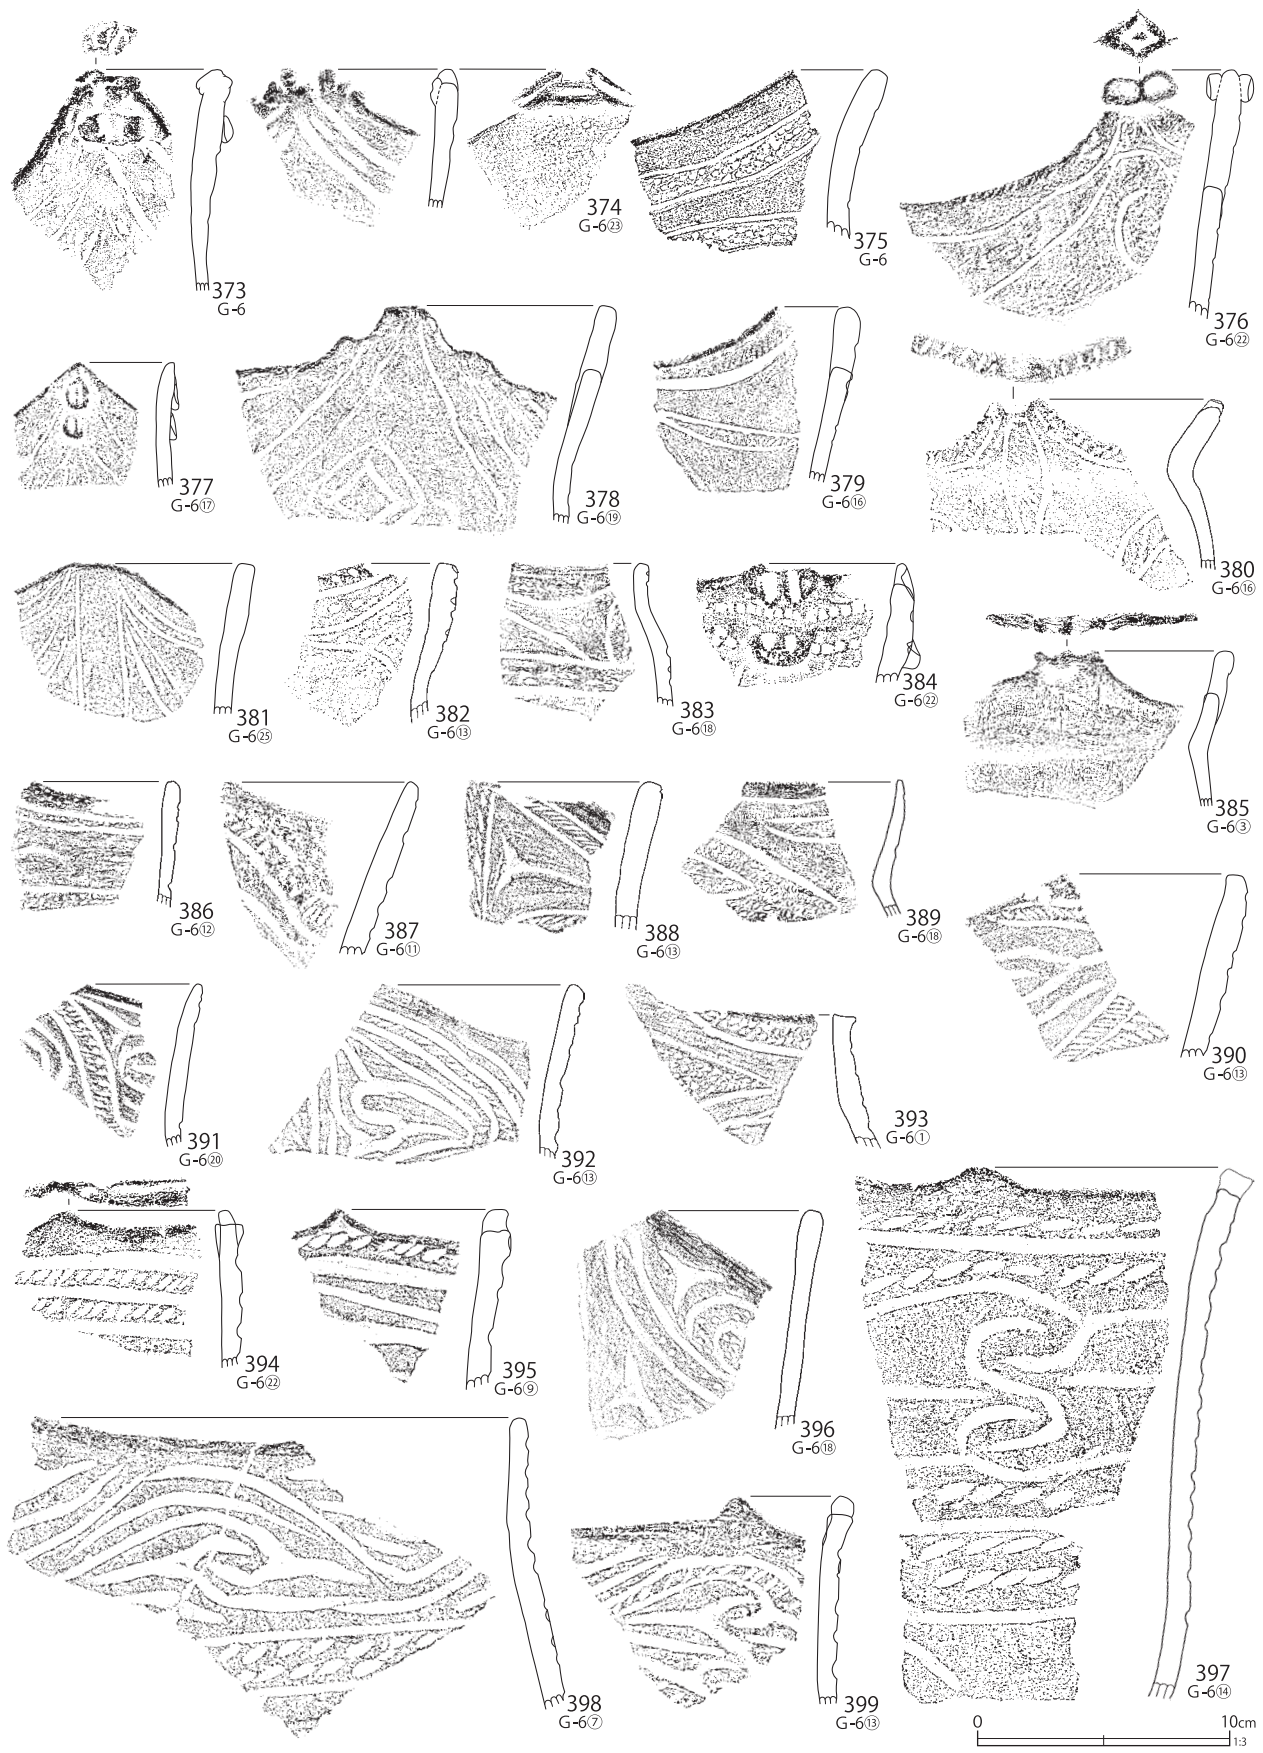 373
G-6
374
G-6㉓
375
G-6
376
G-6㉒
377
G-6⑰
378
G-6⑲
379
G-6⑯
380
G-6⑯
381
G-6㉕
382
G-6⑬
383
G-6⑱
384
G-6㉒
385
G-6③
386
G-6⑫
387
G-6⑪
388
G-6⑬
389
G-6⑱
390
G-6⑬
391
G-6⑳
392
G-6⑬
393
G-6①
394
G-6㉒
395
G-6⑨
396
G-6⑱
397
G-6⑭
398
G-6⑦
399
G-6⑬
0 10cm
1:3